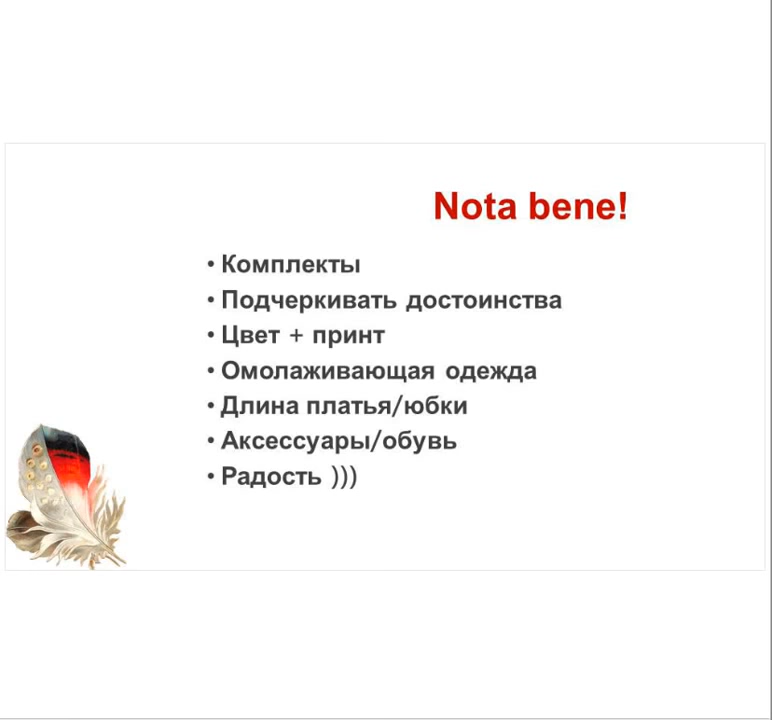 Nota bene!
• Комплекты
• Подчеркивать достоинства
• Цвет + принт
• Омолаживающая одежда
• Длина платья/юбки
• Аксессуары/обувь
• Радость )))